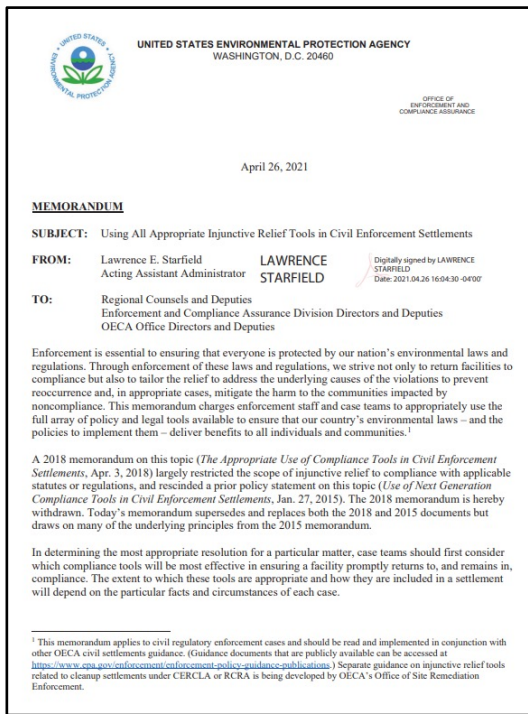 UNITED STATES
ENVIRONMENTAL PROTECTION AGENCY
UNITED STATES ENVIRONMENTAL PROTECTION AGENCY
WASHINGTON, D.C. 20460
OFFICE OF
ENFORCEMENT AND
COMPLIANCE ASSURANCE
April 26, 2021
MEMORANDUM
SUBJECT: Using All Appropriate Injunctive Relief Tools in Civil Enforcement Settlements
FROM: Lawrence E. Starfield
Acting Assistant Administrator
LAWRENCE
STARFIELD
Digitally signed by LAWRENCE
STARFIELD
Date: 2021.04.26 16:04:30 -04'00'
TO: Regional Counsels and Deputies
Enforcement and Compliance Assurance Division Directors and Deputies
OECA Office Directors and Deputies
Enforcement is essential to ensuring that everyone is protected by our nation's environmental laws and
regulations. Through enforcement of these laws and regulations, we strive not only to return facilities to
compliance but also to tailor the relief to address the underlying causes of the violations to prevent
reoccurrence and, in appropriate cases, mitigate the harm to the communities impacted by
noncompliance. This memorandum charges enforcement staff and case teams to appropriately use the
full array of policy and legal tools available to ensure that our country's environmental laws – and the
policies to implement them – deliver benefits to all individuals and communities.1
A 2018 memorandum on this topic (The Appropriate Use of Compliance Tools in Civil Enforcement
Settlements, Apr. 3, 2018) largely restricted the scope of injunctive relief to compliance with applicable
statutes or regulations, and rescinded a prior policy statement on this topic (Use of Next Generation
Compliance Tools in Civil Enforcement Settlements, Jan. 27, 2015). The 2018 memorandum is hereby
withdrawn. Today's memorandum supersedes and replaces both the 2018 and 2015 documents but
draws on many of the underlying principles from the 2015 memorandum.
In determining the most appropriate resolution for a particular matter, case teams should first consider
which compliance tools will be most effective in ensuring a facility promptly returns to, and remains in,
compliance. The extent to which these tools are appropriate and how they are included in a settlement
will depend on the particular facts and circumstances of each case.
1 This memorandum applies to civil regulatory enforcement cases and should be read and implemented in conjunction with
other OECA civil settlements guidance. (Guidance documents that are publicly available can be accessed at
https://www.epa.gov/enforcement/enforcement-policy-guidance-publications.) Separate guidance on injunctive relief tools
related to cleanup settlements under CERCLA or RCRA is being developed by OECA's Office of Site Remediation
Enforcement.